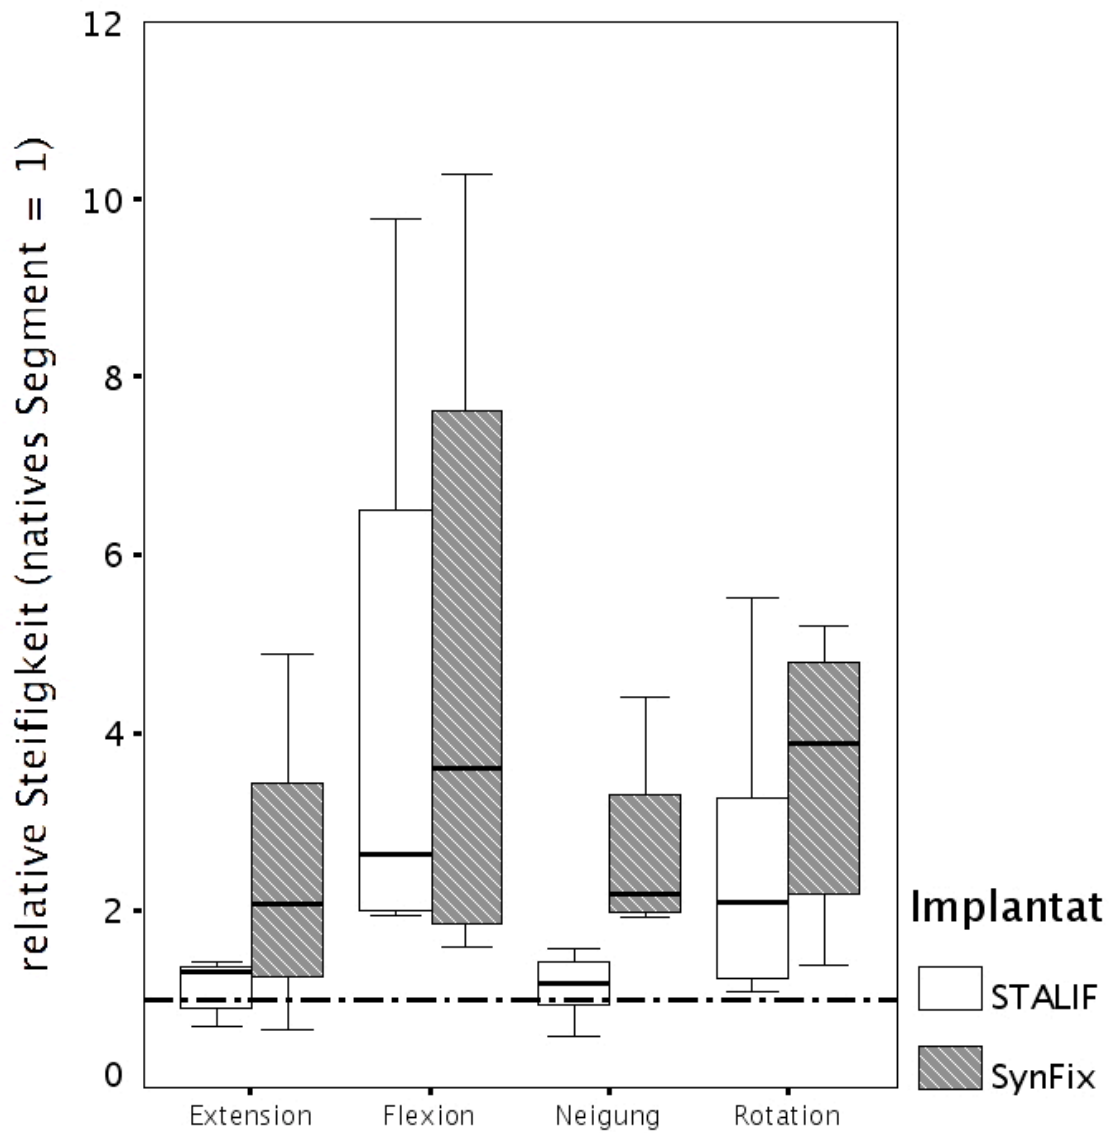 relative Steifigkeit (natives Segment = 1)
12
10
8
6
4
2
0
Extension Flexion Neigung Rotation
Implantat
STALIF
SynFix